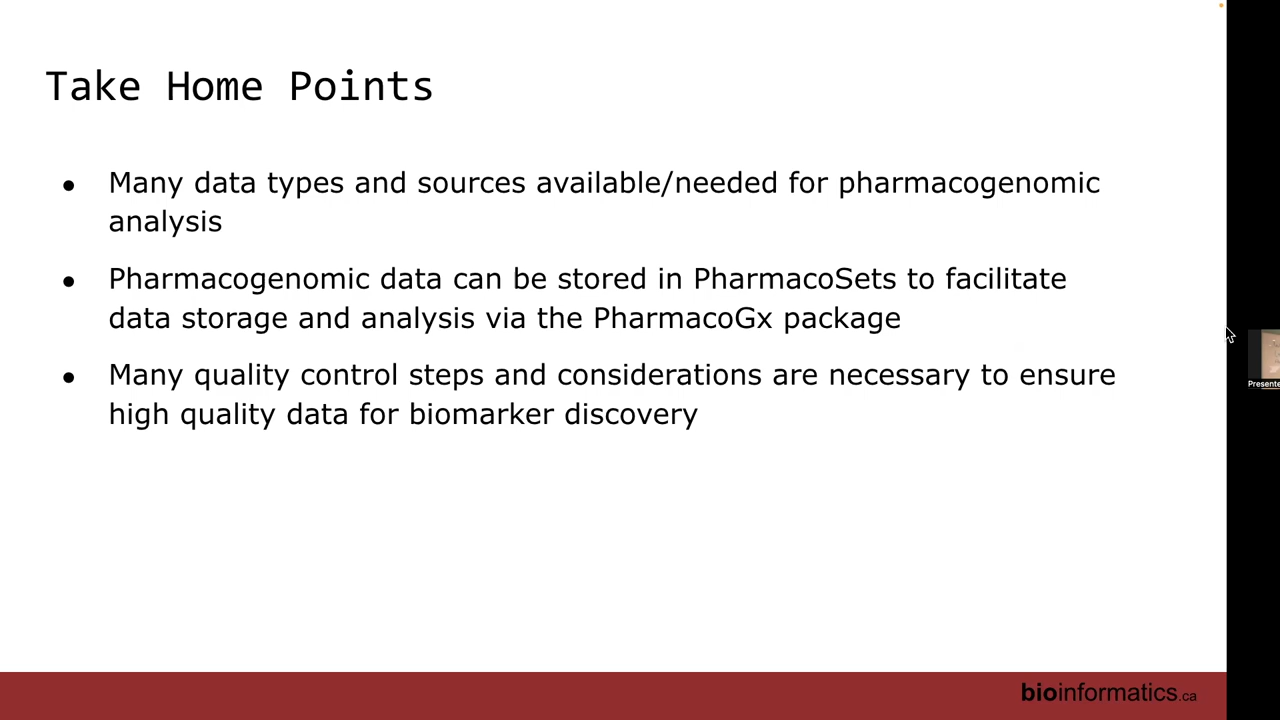 Take Home Points
● Many data types and sources available/needed for pharmacogenomic
analysis
● Pharmacogenomic data can be stored in PharmacoSets to facilitate
data storage and analysis via the PharmacoGx package
● Many quality control steps and considerations are necessary to ensure
high quality data for biomarker discovery
Presente
bioinformatics.ca